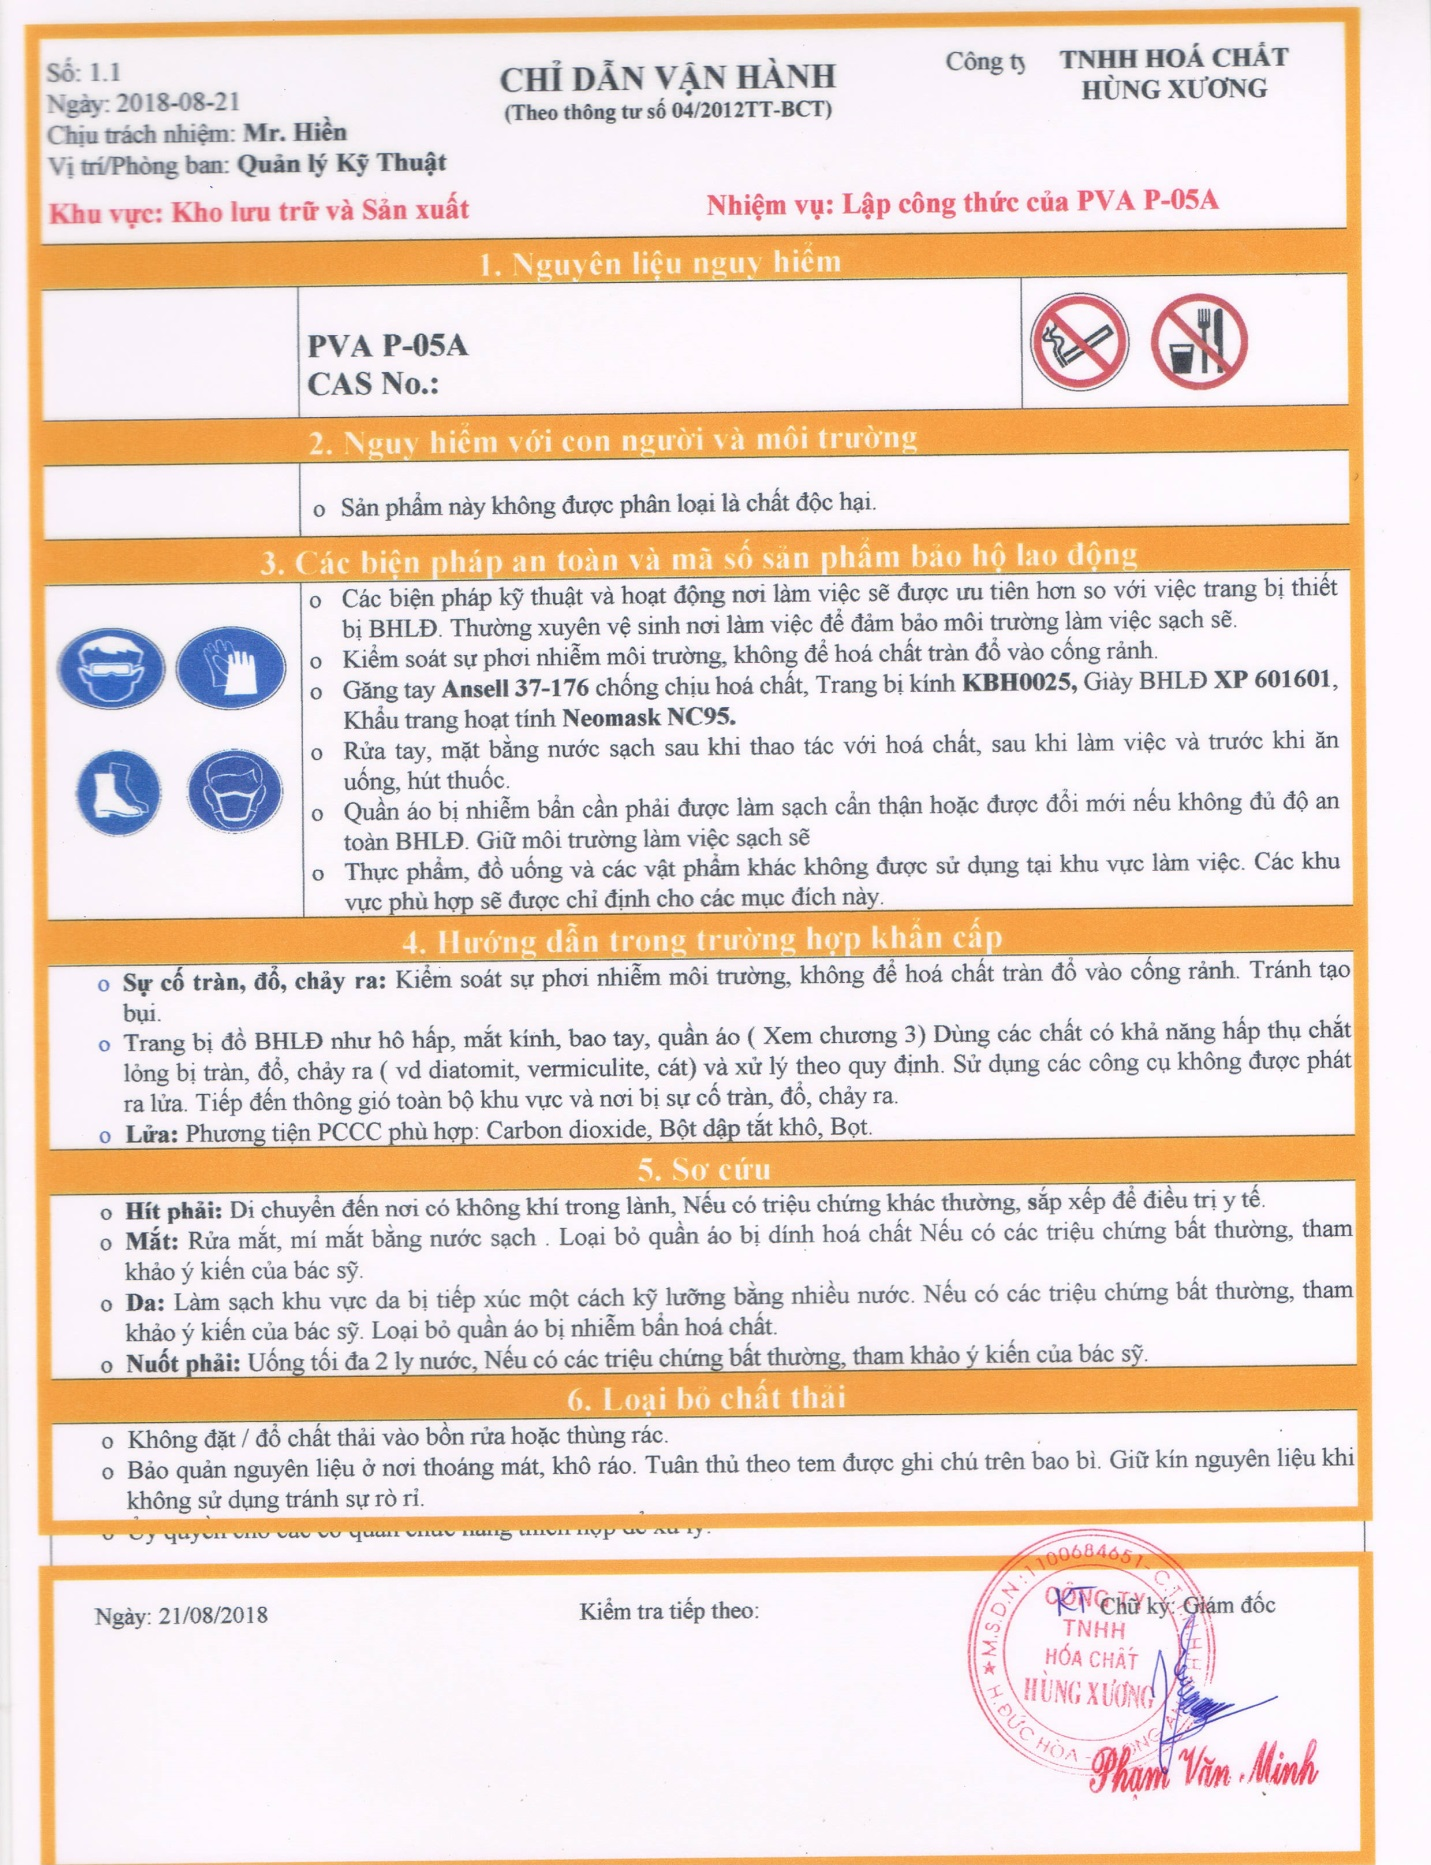 Số: 1.1
Ngày: 2018-08-21
Chịu trách nhiệm: Mr. Hiền
Vị trí/Phòng ban: Quản lý Kỹ Thuật
CHỈ DẪN VẬN HÀNH
(Theo thông tư số 04/2012TT-BCT)
Công ty TNHH HOÁ CHẤT
HÙNG XƯƠNG
Khu vực: Kho lưu trữ và Sản xuất
Nhiệm vụ: Lập công thức của PVA P-05A
1. Nguyên liệu nguy hiểm
PVA P-05A
CAS No.:
2. Nguy hiểm với con người và môi trường
o Sản phẩm này không được phân loại là chất độc hại.
3. Các biện pháp an toàn và mã số sản phẩm bảo hộ lao động
o Các biện pháp kỹ thuật và hoạt động nơi làm việc sẽ được ưu tiên hơn so với việc trang bị thiết
bị BHLĐ. Thường xuyên vệ sinh nơi làm việc để đảm bảo môi trường làm việc sạch sẽ.
o Kiểm soát sự phơi nhiễm môi trường, không để hoá chất tràn đổ vào cống rảnh.
o Găng tay Ansell 37-176 chống chịu hoá chất, Trang bị kính KBH0025, Giày BHLĐ XP 601601,
Khẩu trang hoạt tính Neomask NC95.
o Rửa tay, mặt bằng nước sạch sau khi thao tác với hoá chất, sau khi làm việc và trước khi ăn
uống, hút thuốc.
o Quần áo bị nhiễm bẩn cần phải được làm sạch cẩn thận hoặc được đổi mới nếu không đủ độ an
toàn BHLĐ. Giữ môi trường làm việc sạch sẽ
o Thực phẩm, đồ uống và các vật phẩm khác không được sử dụng tại khu vực làm việc. Các khu
vực phù hợp sẽ được chỉ định cho các mục đích này.
4. Hướng dẫn trong trường hợp khẩn cấp
o Sự cố tràn, đổ, chảy ra: Kiểm soát sự phơi nhiễm môi trường, không để hoá chất tràn đổ vào cống rảnh. Tránh tạo
bụi.
o Trang bị đồ BHLĐ như hô hấp, mắt kính, bao tay, quần áo ( Xem chương 3) Dùng các chất có khả năng hấp thụ chất
lỏng bị tràn, đổ, chảy ra ( vd diatomit, vermiculite, cát) và xử lý theo quy định. Sử dụng các công cụ không được phát
ra lửa. Tiếp đến thông gió toàn bộ khu vực và nơi bị sự cố tràn, đổ, chảy ra.
o Lửa: Phương tiện PCCC phù hợp: Carbon dioxide, Bột dập tắt khô, Bọt.
5. Sơ cứu
o Hít phải: Di chuyển đến nơi có không khí trong lành, Nếu có triệu chứng khác thường, sắp xếp để điều trị y tế.
o Mắt: Rửa mắt, mí mắt bằng nước sạch . Loại bỏ quần áo bị dính hoá chất Nếu có các triệu chứng bất thường, tham
khảo ý kiến của bác sỹ.
o Da: Làm sạch khu vực da bị tiếp xúc một cách kỹ lưỡng bằng nhiều nước. Nếu có các triệu chứng bất thường, tham
khảo ý kiến của bác sỹ. Loại bỏ quần áo bị nhiễm bẩn hoá chất.
o Nuốt phải: Uống tối đa 2 ly nước, Nếu có các triệu chứng bất thường, tham khảo ý kiến của bác sỹ.
6. Loại bỏ chất thải
o Không đặt / đổ chất thải vào bồn rửa hoặc thùng rác.
o Bảo quản nguyên liệu ở nơi thoáng mát, khô ráo. Tuân thủ theo tem được ghi chú trên bao bì. Giữ kín nguyên liệu khi
không sử dụng tránh sự rò rỉ.
o Ủy quyền cho các cơ quan chức năng thích hợp để xử lý.
Ngày: 21/08/2018
Kiểm tra tiếp theo:
KT Chữ ký: Giám đốc
★ M.S.D.N: 1100684651- C.T.
H.ĐỨC HÒA -
CÔNG TY
TNHH
HÓA CHẤT
HÙNG XƯƠNG
Phạm Văn Minh